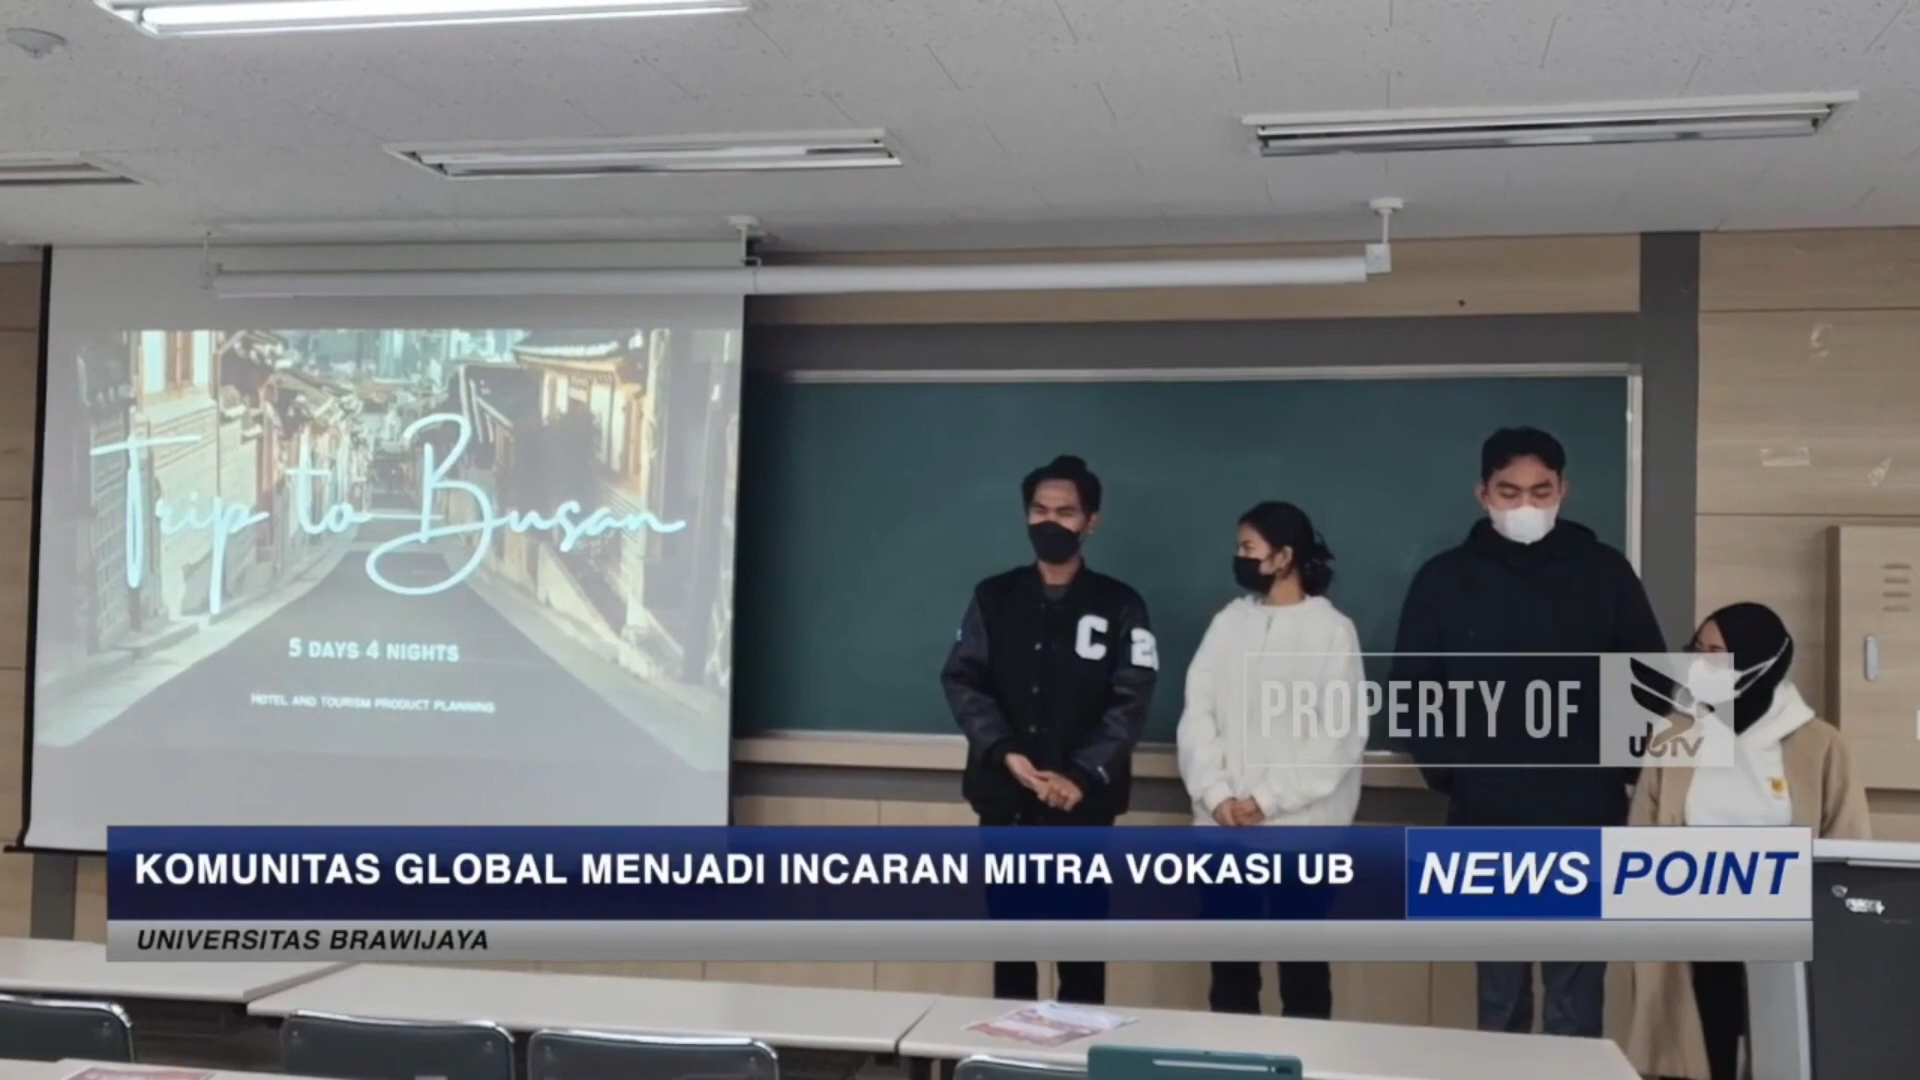 Trip to Busan
5 DAYS 4 NIGHTS
HOTEL AND TOURISM PRODUCT PLANNING
C 2
PROPERTY OF ubTV
KOMUNITAS GLOBAL MENJADI INCARAN MITRA VOKASI UB
NEWS POINT
UNIVERSITAS BRAWIJAYA